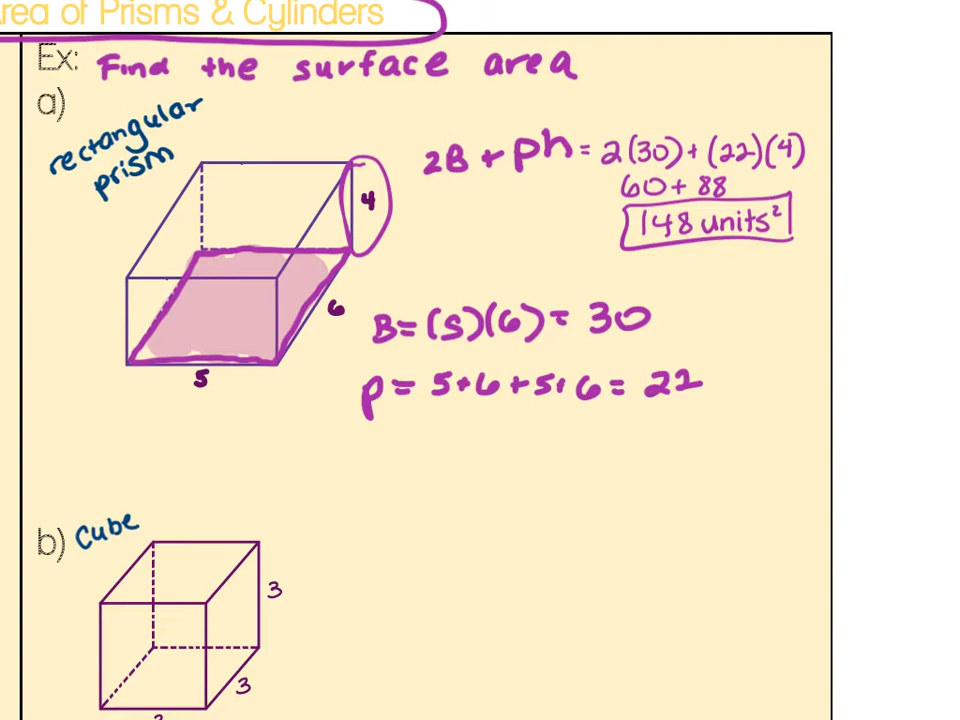 rea of Prisms & Cylinders
Ex: Find the surface area
a)
rectangular
prism
2B + ph = 2(30) + (22)(4)
60 + 88
148 units²
4
6
5
B = (5)(6) = 30
p = 5+6+5+6 = 22
b) Cube
3
3